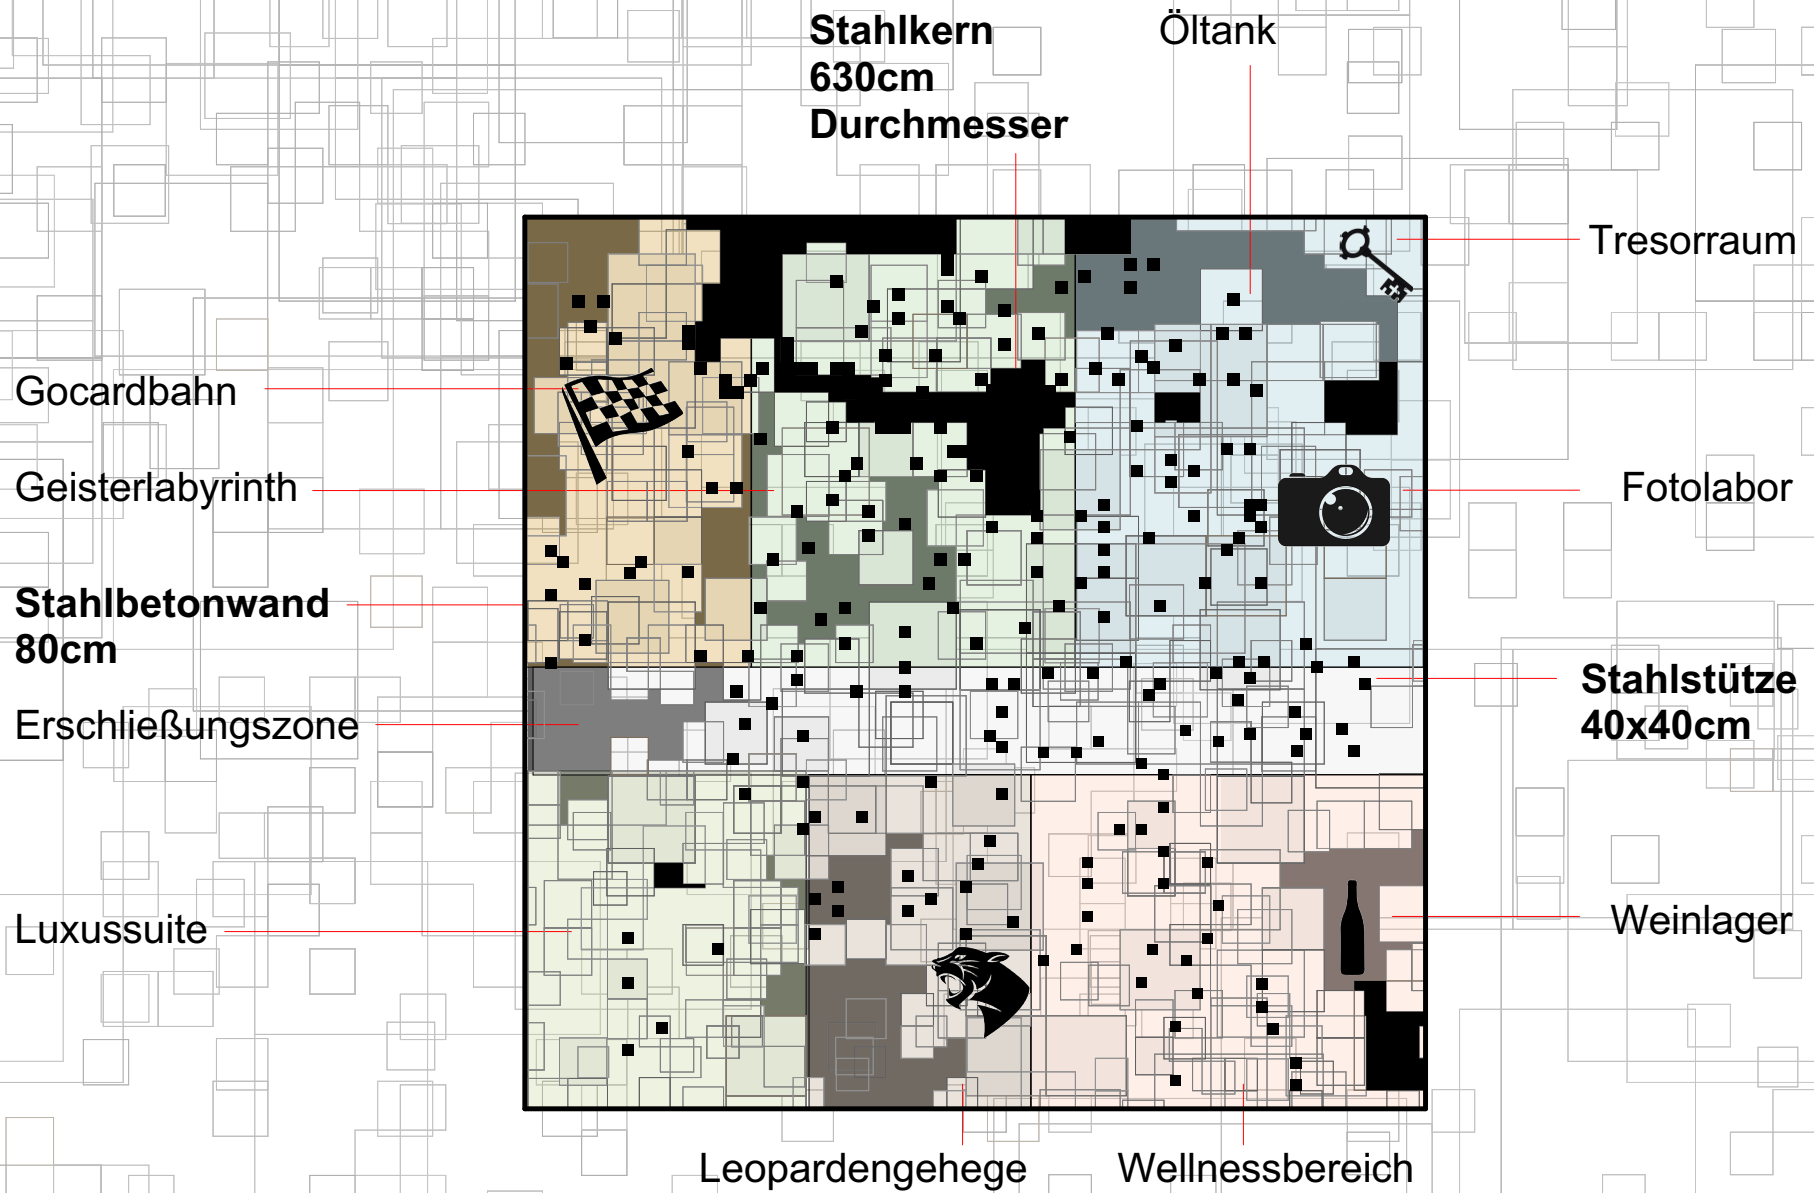 Stahlkern
630cm
Durchmesser
Öltank
Tresorraum
Gocardbahn
Geisterlabyrinth
Fotolabor
Stahlbetonwand
80cm
Stahlstütze
40x40cm
Erschließungszone
Luxussuite
Weinlager
Leopardengehege
Wellnessbereich